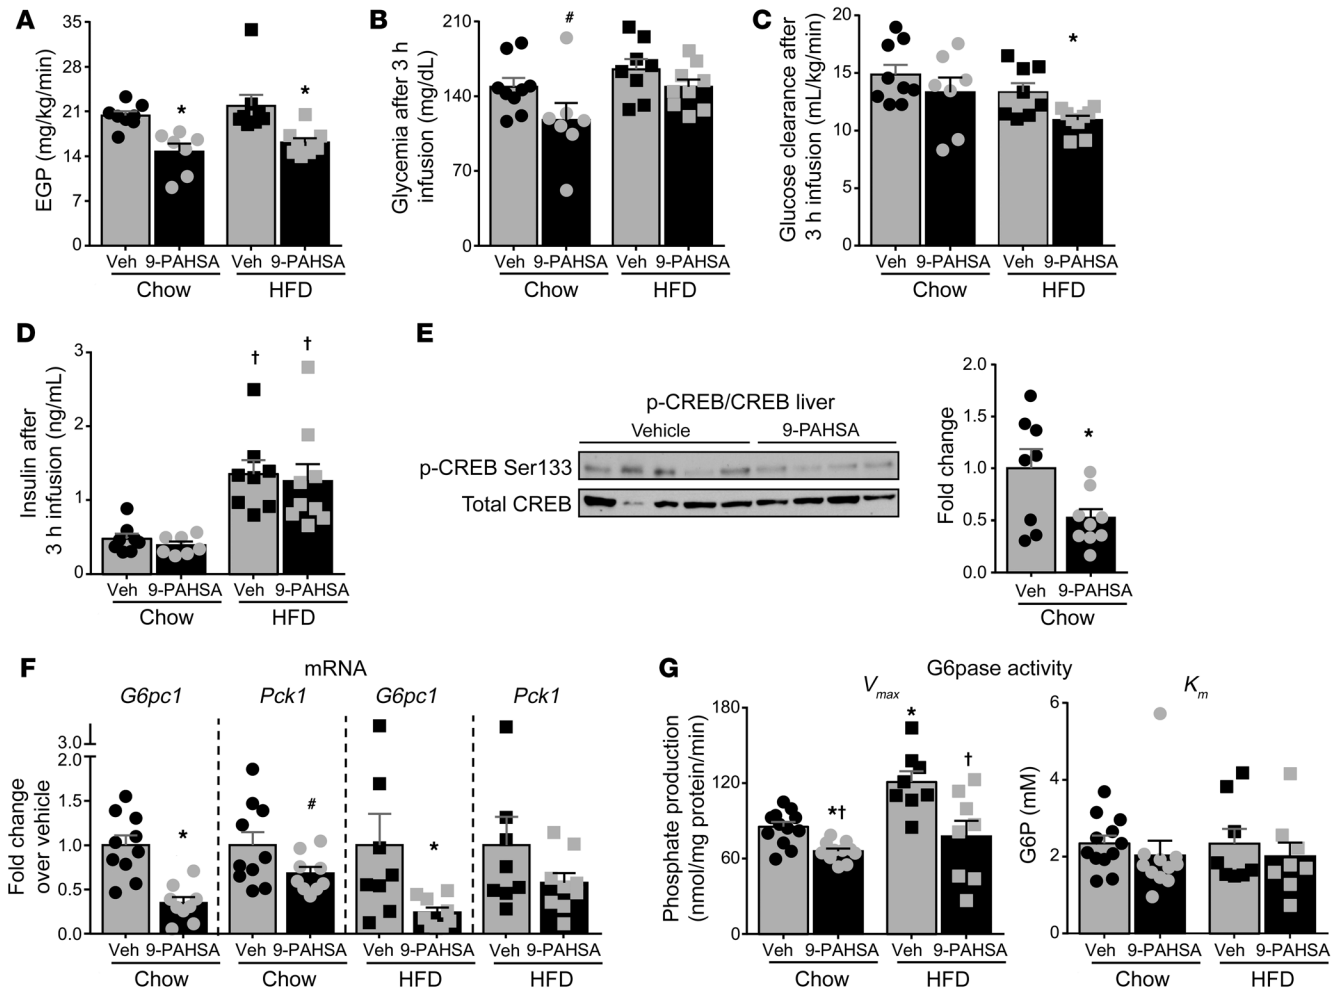 A
EGP (mg/kg/min)
35
28
21
14
7
0
*
*
Veh 9-PAHSA Veh 9-PAHSA
Chow HFD
B
Glycemia after 3 h
infusion (mg/dL)
210
140
70
0
#
Veh 9-PAHSA Veh 9-PAHSA
Chow HFD
C
Glucose clearance after
3 h infusion (mL/kg/min)
20
15
10
5
0
*
Veh 9-PAHSA Veh 9-PAHSA
Chow HFD
D
Insulin after
3 h infusion (ng/mL)
3
2
1
0
† †
Veh 9-PAHSA Veh 9-PAHSA
Chow HFD
E
p-CREB/CREB liver
Vehicle 9-PAHSA
p-CREB Ser133
Total CREB
Fold change
2.0
1.5
1.0
0.5
0.0
*
Veh 9-PAHSA
Chow
F
mRNA
G6pc1 Pck1 G6pc1 Pck1
Fold change
over vehicle
3.0
2.0
1.5
1.0
0.5
0.0
* # *
Veh 9-PAHSA Veh 9-PAHSA Veh 9-PAHSA Veh 9-PAHSA
Chow Chow HFD HFD
G
G6pase activity
Vmax
Phosphate production
(nmol/mg protein/min)
180
120
60
0
*† * †
Veh 9-PAHSA Veh 9-PAHSA
Chow HFD
Km
G6P (mM)
6
4
2
0
Veh 9-PAHSA Veh 9-PAHSA
Chow HFD